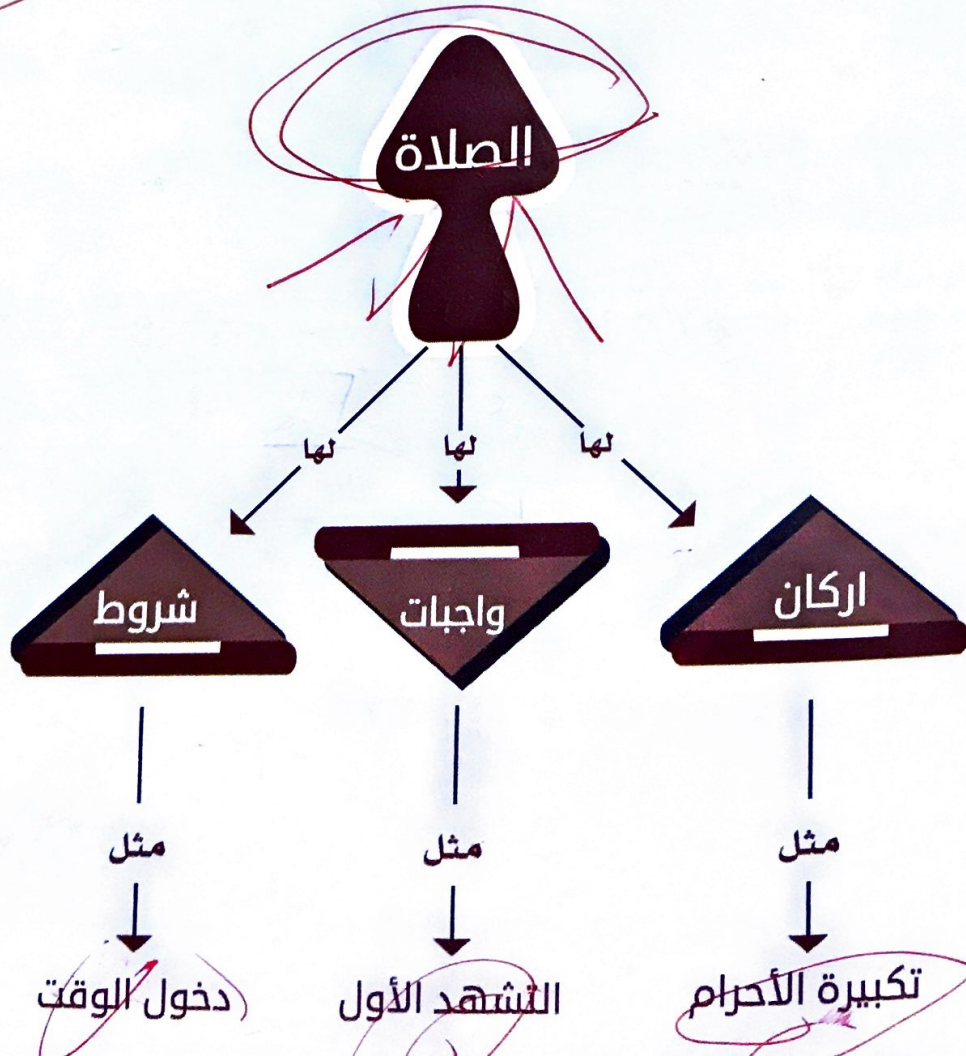 الصلاة
لها لها لها
اركان واجبات شروط
مثل مثل مثل
تكبيرة الأحرام التشهد الأول دخول الوقت